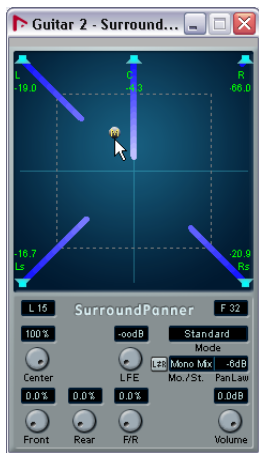 Guitar 2 - Surround...
L C R
-19.0 -4.3 -66.0
M
-16.7 -20.9
Ls Rs
L 15 SurroundPanner F 32
100% -oodB Standard
Mode
L≠R Mono Mix -6dB
Center LFE Mo./St. PanLaw
0.0% 0.0% 0.0% 0.0dB
Front Rear F/R Volume